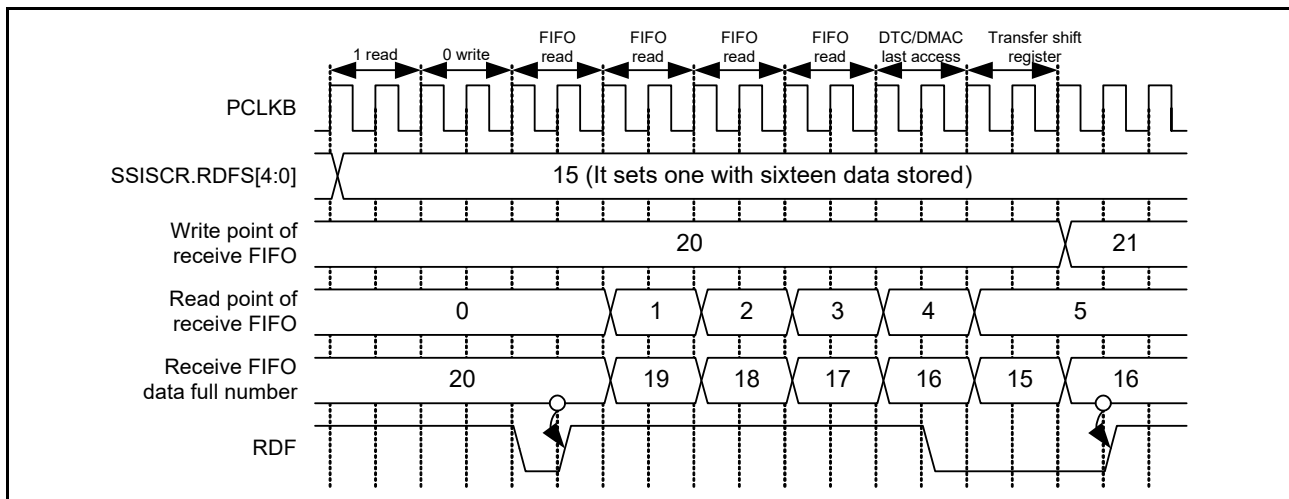 1 read
0 write
FIFO
read
FIFO
read
FIFO
read
FIFO
read
DTC/DMAC
last access
Transfer shift
register
PCLKB
SSISCR.RDFS[4:0]
15 (It sets one with sixteen data stored)
Write point of
receive FIFO
20
21
Read point of
receive FIFO
0
1
2
3
4
5
Receive FIFO
data full number
20
19
18
17
16
15
16
RDF